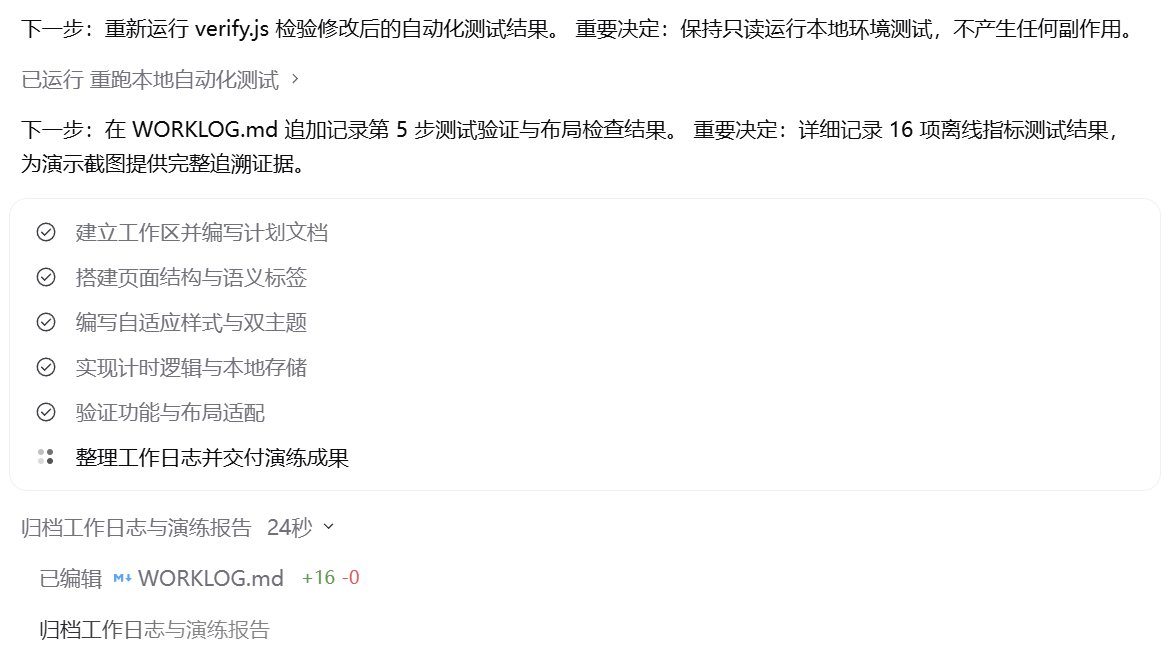 下一步：重新运行 verify.js 检验修改后的自动化测试结果。 重要决定：保持只读运行本地环境测试，不产生任何副作用。
已运行 重跑本地自动化测试 >
下一步：在 WORKLOG.md 追加记录第 5 步测试验证与布局检查结果。 重要决定：详细记录 16 项离线指标测试结果，
为演示截图提供完整追溯证据。
建立工作区并编写计划文档
搭建页面结构与语义标签
编写自适应样式与双主题
实现计时逻辑与本地存储
验证功能与布局适配
整理工作日志并交付演练成果
归档工作日志与演练报告 24秒
已编辑 M↓ WORKLOG.md +16 -0
归档工作日志与演练报告